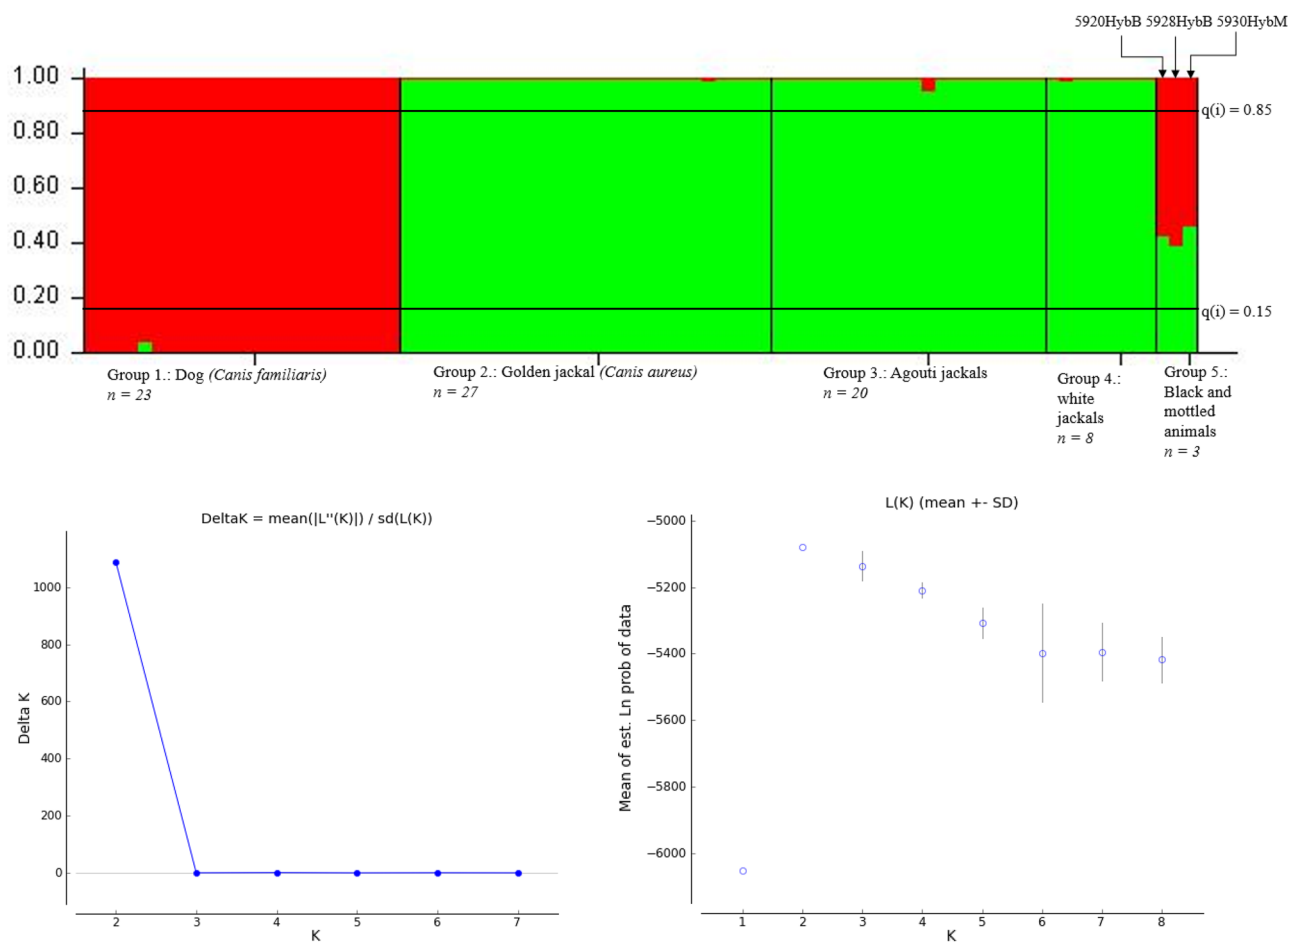 5920HybB 5928HybB 5930HybM
1.00
0.80
0.60
0.40
0.20
0.00
q(i) = 0.85
q(i) = 0.15
Group 1.: Dog (Canis familiaris)
n = 23
Group 2.: Golden jackal (Canis aureus)
n = 27
Group 3.: Agouti jackals
n = 20
Group 4.:
white
jackals
n = 8
Group 5.:
Black and
mottled
animals
n = 3
DeltaK = mean(|L''(K)|) / sd(L(K))
Delta K
1000
800
600
400
200
0
2 3 4 5 6 7
K
L(K) (mean +- SD)
Mean of est. Ln prob of data
−5000
−5200
−5400
−5600
−5800
−6000
1 2 3 4 5 6 7 8
K